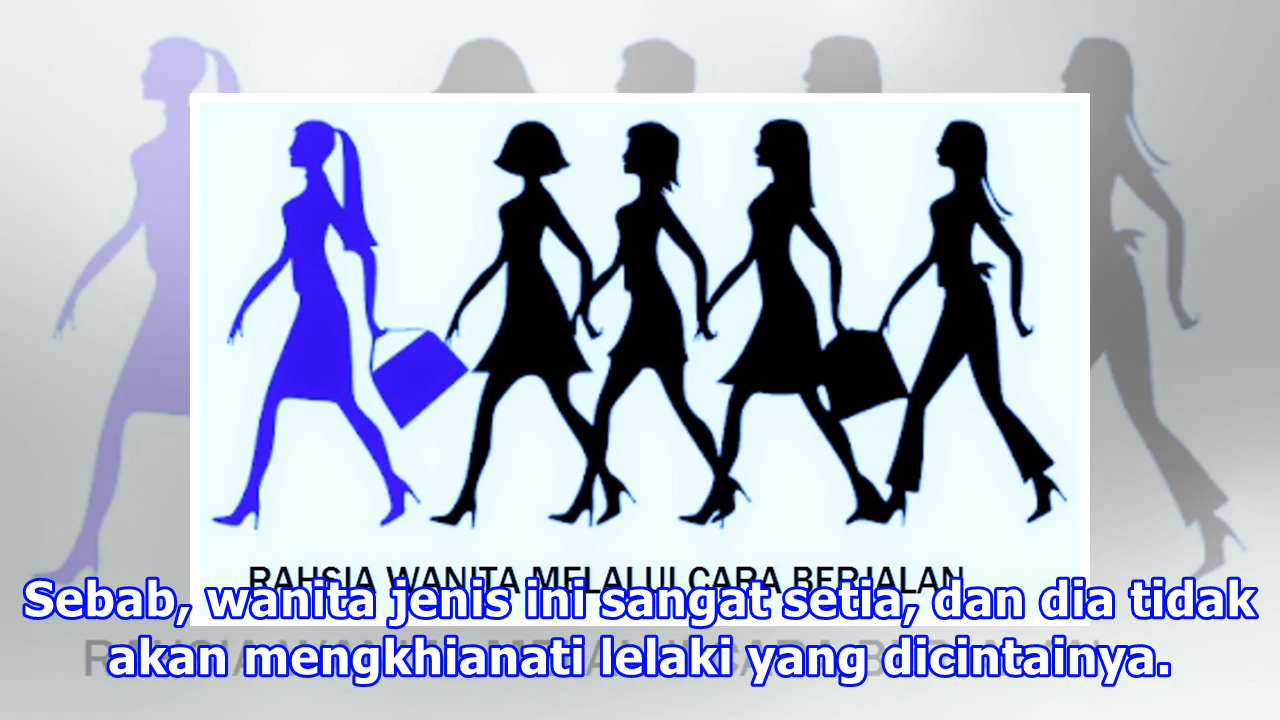 RAHSIA WANITA MELALUI CARA BERJALAN
Sebab, wanita jenis ini sangat setia, dan dia tidak
akan mengkhianati lelaki yang dicintainya.